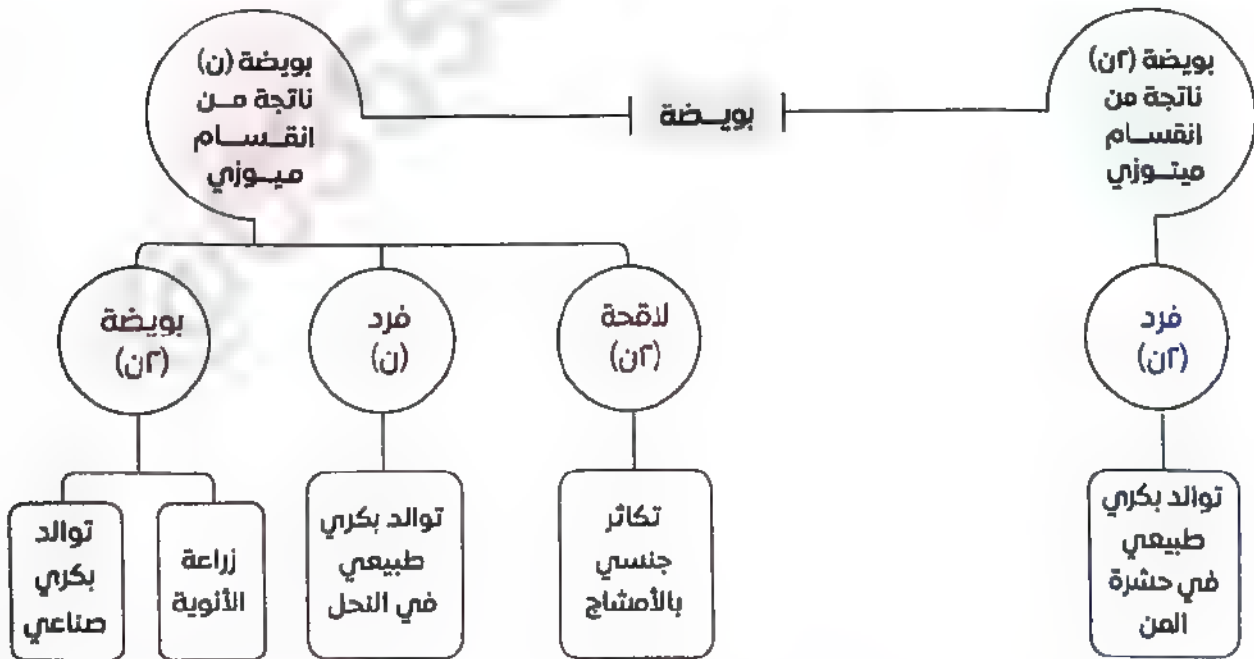 بويضة
بويضة (٢ن)
ناتجة من
انقسام
ميتوزي
فرد
(٢ن)
توالد بكري
طبيعي
في حشرة
المن
بويضة (ن)
ناتجة من
انقسام
ميوزي
لاقحة
(٢ن)
تكاثر
جنسي
بالأمشاج
فرد
(ن)
توالد بكري
طبيعي
في النحل
بويضة
(٢ن)
زراعة
الأنوية
توالد
بكري
صناعي